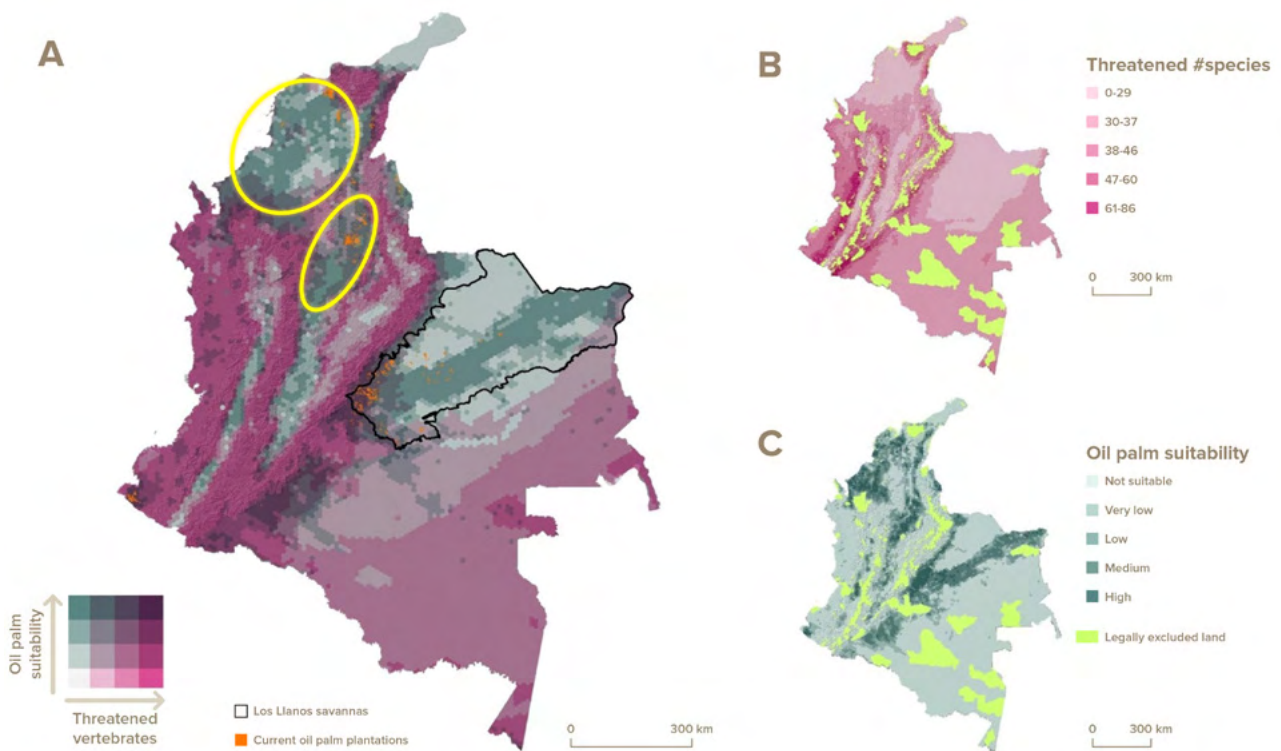 A
B
Threatened #species
0-29
30-37
38-46
47-60
61-86
0 300 km
C
Oil palm suitability
Not suitable
Very low
Low
Medium
High
Legally excluded land
0 300 km
Oil palm
suitability
Threatened
vertebrates
Los Llanos savannas
Current oil palm plantations
0 300 km